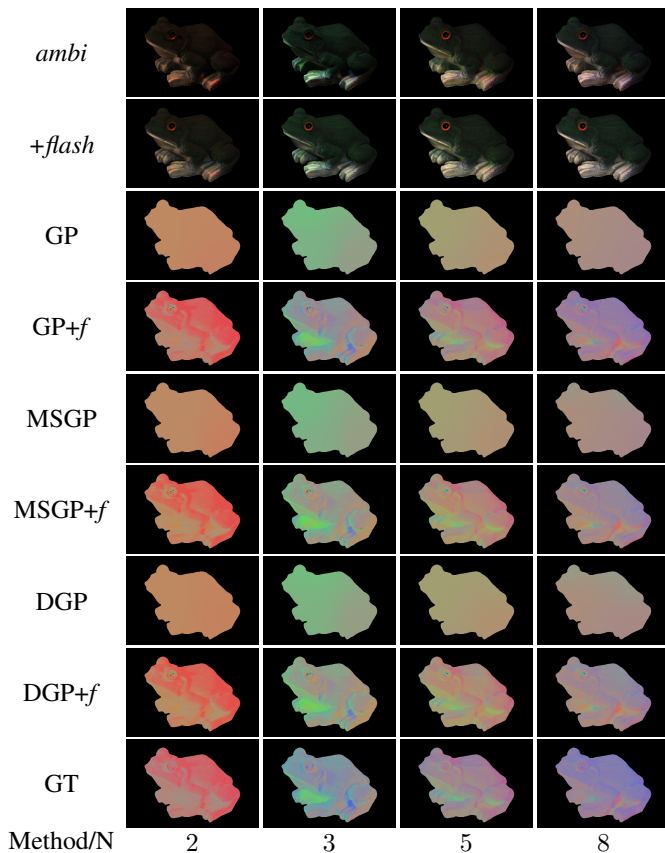 ambi
+flash
GP
GP+f
MSGP
MSGP+f
DGP
DGP+f
GT
Method/N 2 3 5 8